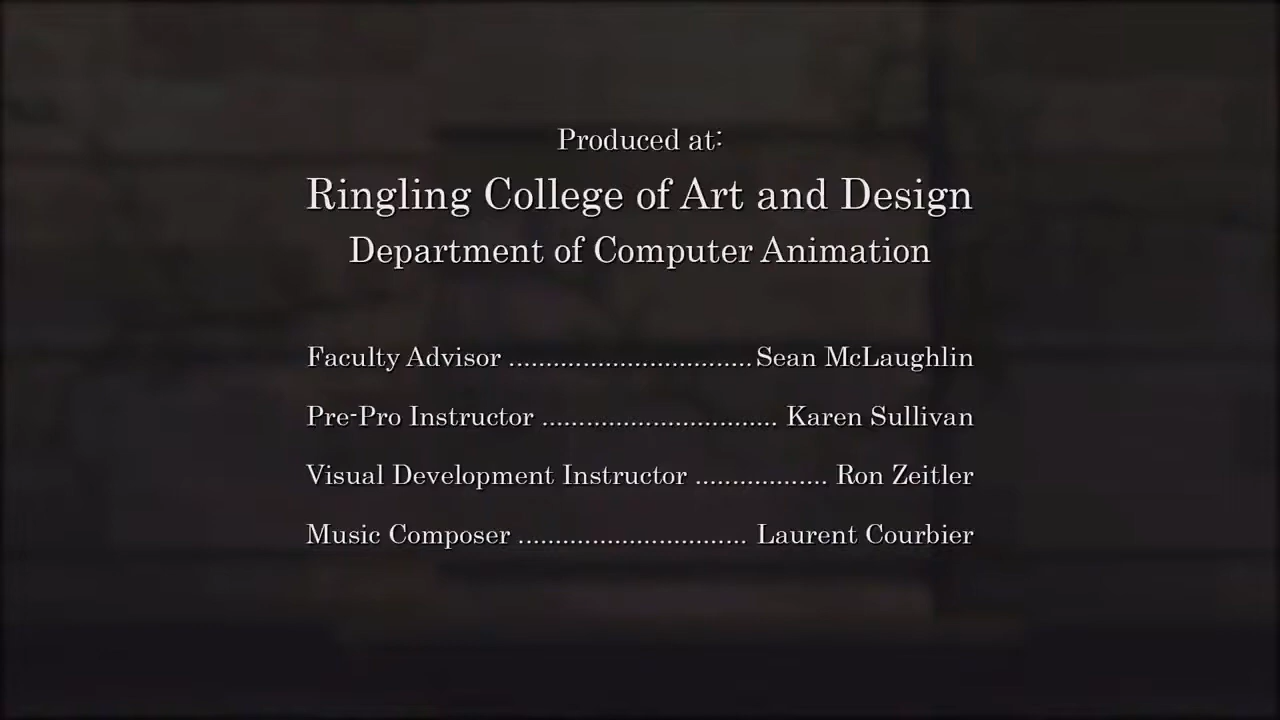 Produced at:
Ringling College of Art and Design
Department of Computer Animation
Faculty Advisor ................................. Sean McLaughlin
Pre-Pro Instructor ................................ Karen Sullivan
Visual Development Instructor .................. Ron Zeitler
Music Composer ............................... Laurent Courbier